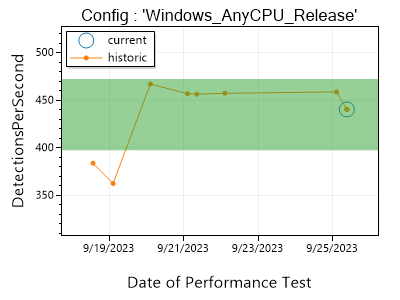 Config : 'Windows_AnyCPU_Release'
current
historic
500
450
400
350
DetectionsPerSecond
9/19/2023
9/21/2023
9/23/2023
9/25/2023
Date of Performance Test